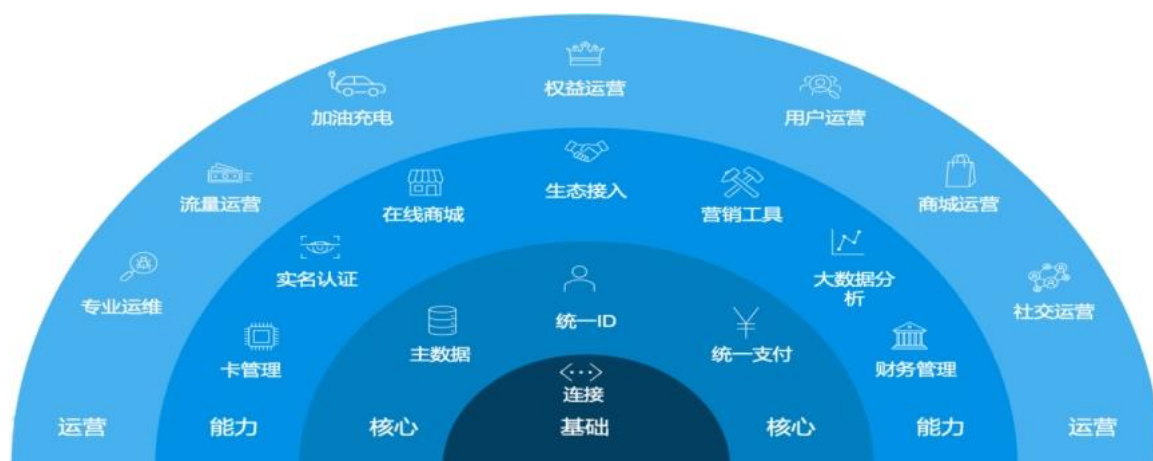 权益运营
加油充电
用户运营
流量运营
商城运营
专业运维
社交运营
生态接入
在线商城
营销工具
实名认证
大数据分
析
卡管理
财务管理
统一ID
主数据
统一支付
连接
运营
能力
核心
基础
核心
能力
运营